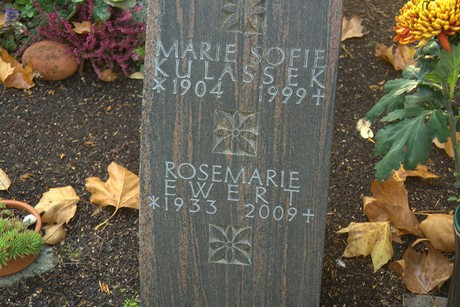 MARIE SOFIE
KULASSEK
*1904 1999+
ROSEMARIE
EWERT
*1933 2009+